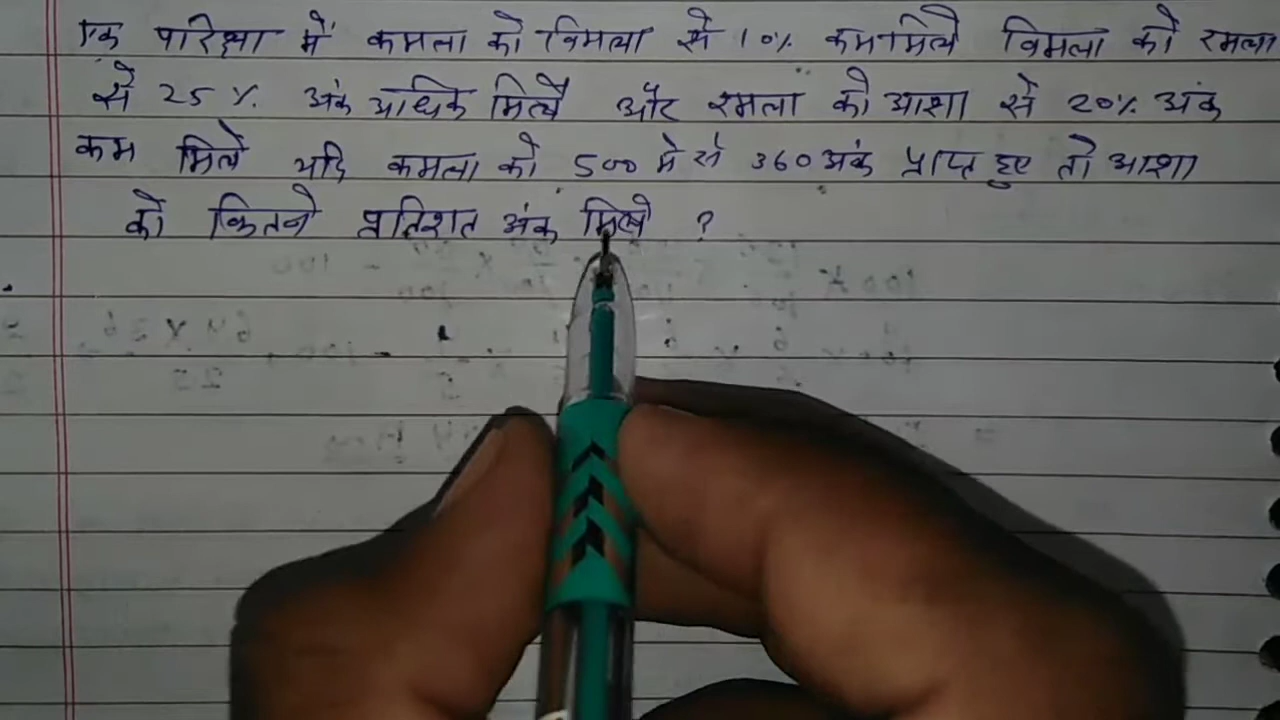 एक परिक्षा में कमला को विमला से 10% कम मिले विमला को रमला
से 25% अंक आधिक मिले और रमला को आशा से 20% अंक
कम मिले यदि कमला को 500 मे से 360 अंक प्राप्त हुए तो आशा
को कितने प्रतिशत अंक मिले ?